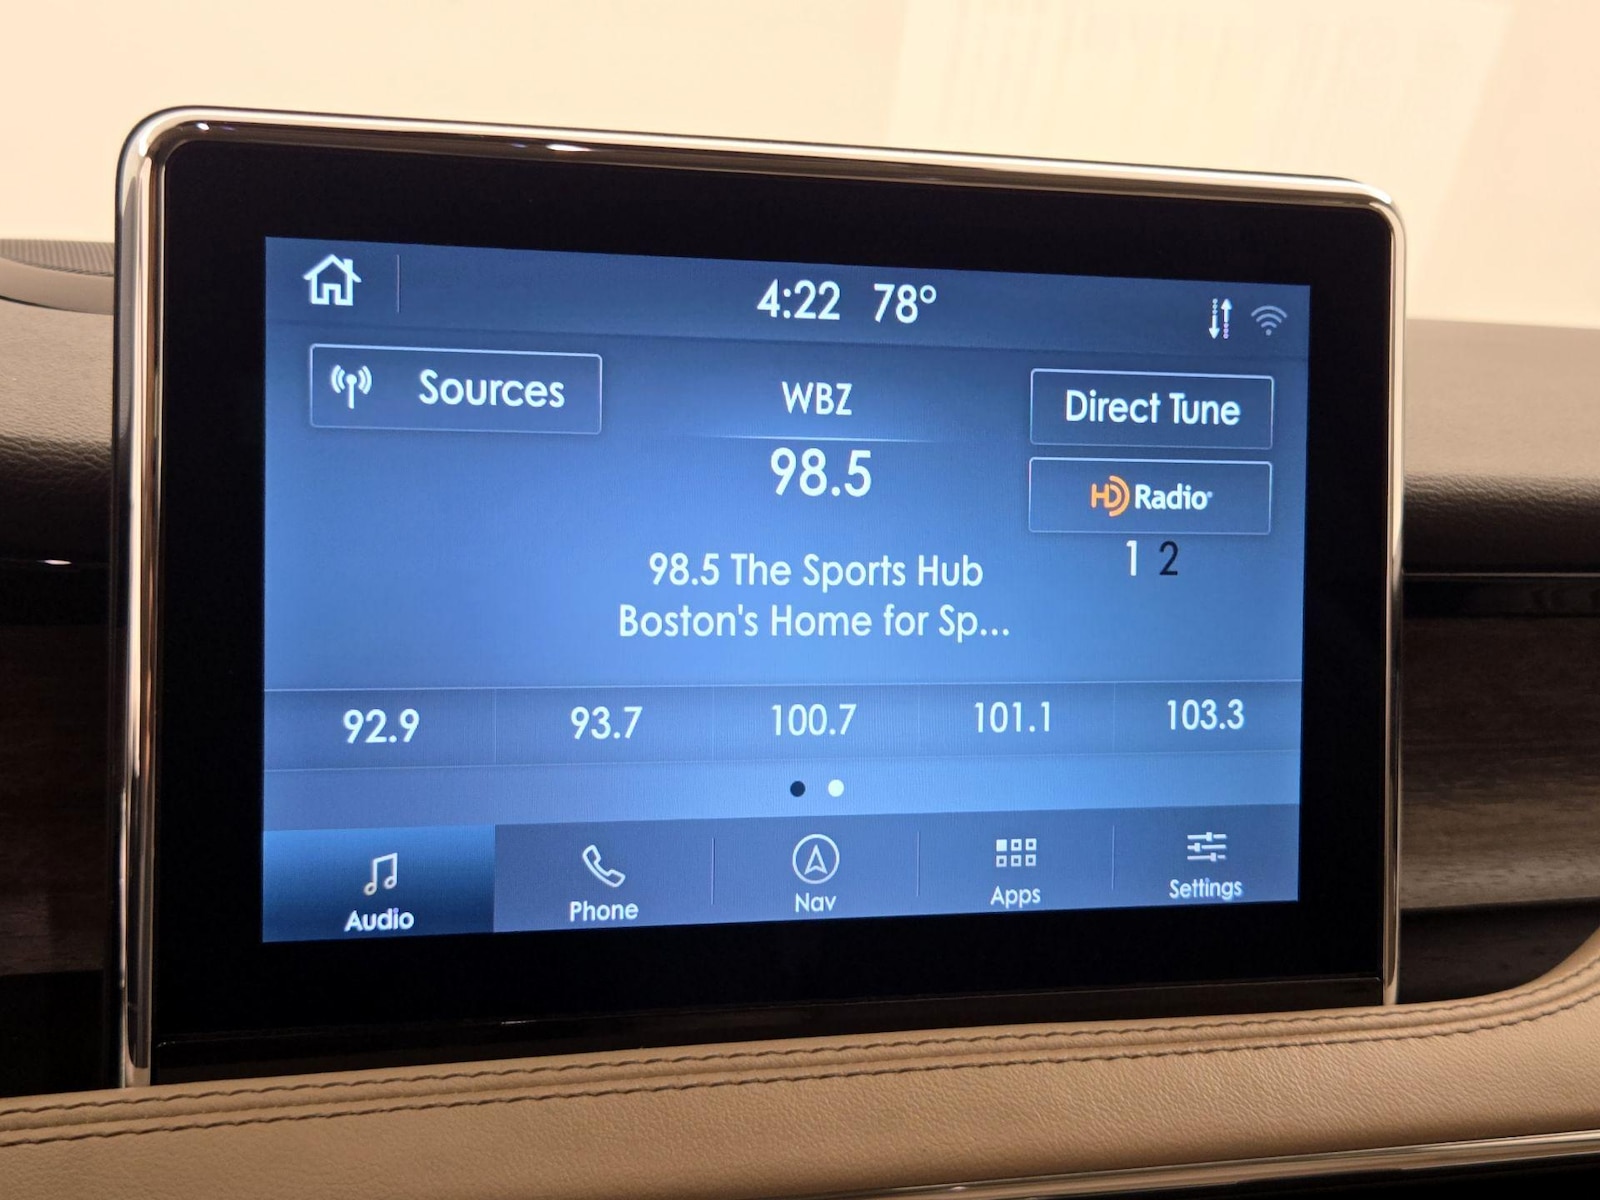 4:22 78°
Sources
WBZ
Direct Tune
98.5
HD Radio
1 2
98.5 The Sports Hub
Boston's Home for Sp...
92.9 93.7 100.7 101.1 103.3
Audio Phone Nav Apps Settings